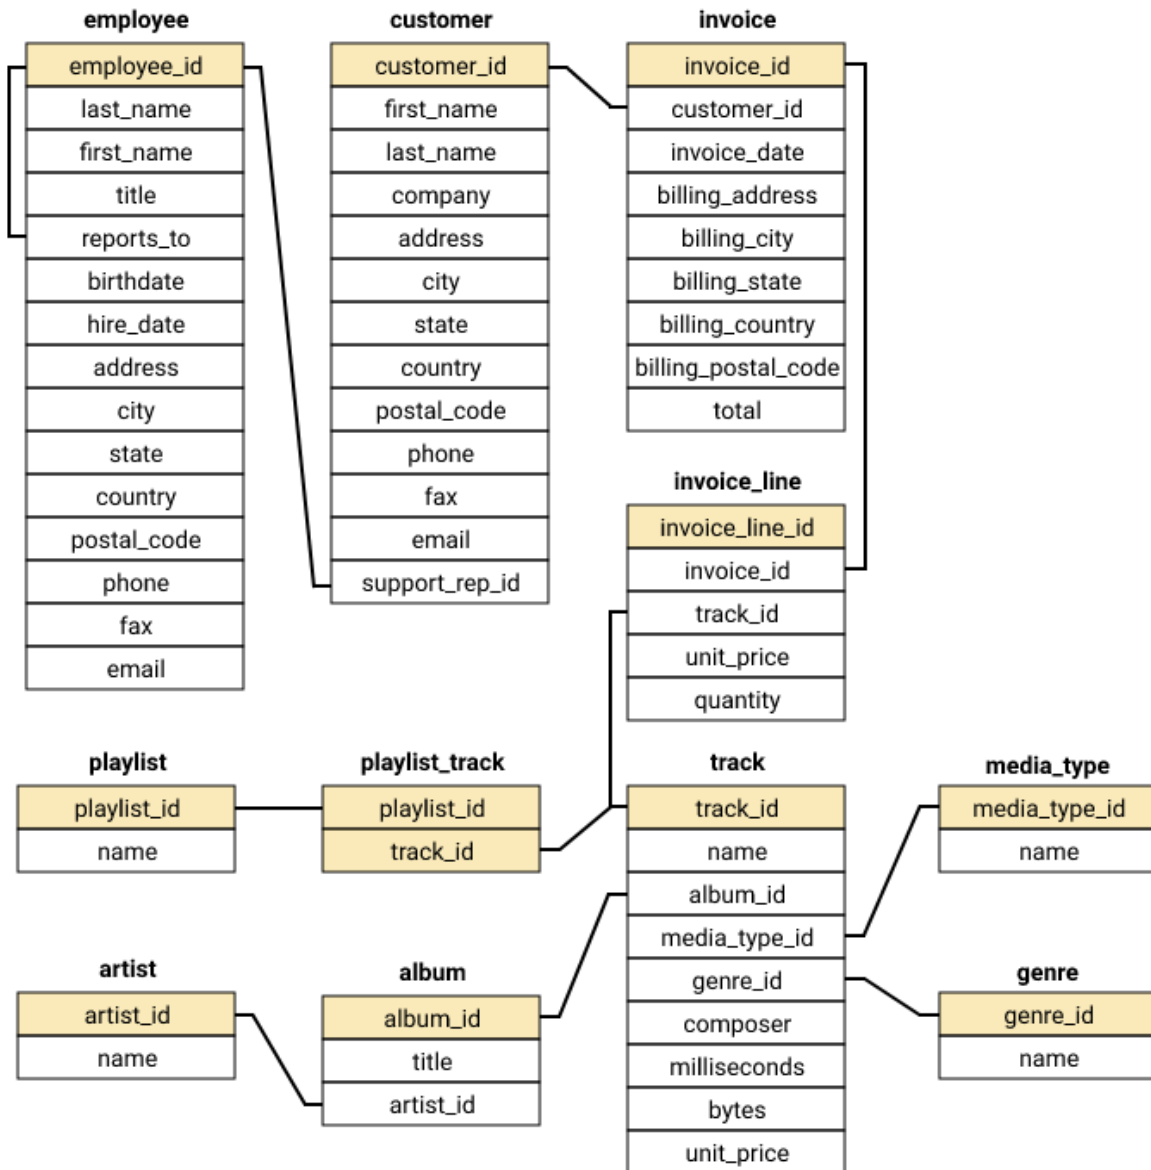 employee
employee_id
last_name
first_name
title
reports_to
birthdate
hire_date
address
city
state
country
postal_code
phone
fax
email
customer
customer_id
first_name
last_name
company
address
city
state
country
postal_code
phone
fax
email
support_rep_id
invoice
invoice_id
customer_id
invoice_date
billing_address
billing_city
billing_state
billing_country
billing_postal_code
total
invoice_line
invoice_line_id
invoice_id
track_id
unit_price
quantity
playlist
playlist_id
name
playlist_track
playlist_id
track_id
track
track_id
name
album_id
media_type_id
genre_id
composer
milliseconds
bytes
unit_price
media_type
media_type_id
name
artist
artist_id
name
album
album_id
title
artist_id
genre
genre_id
name